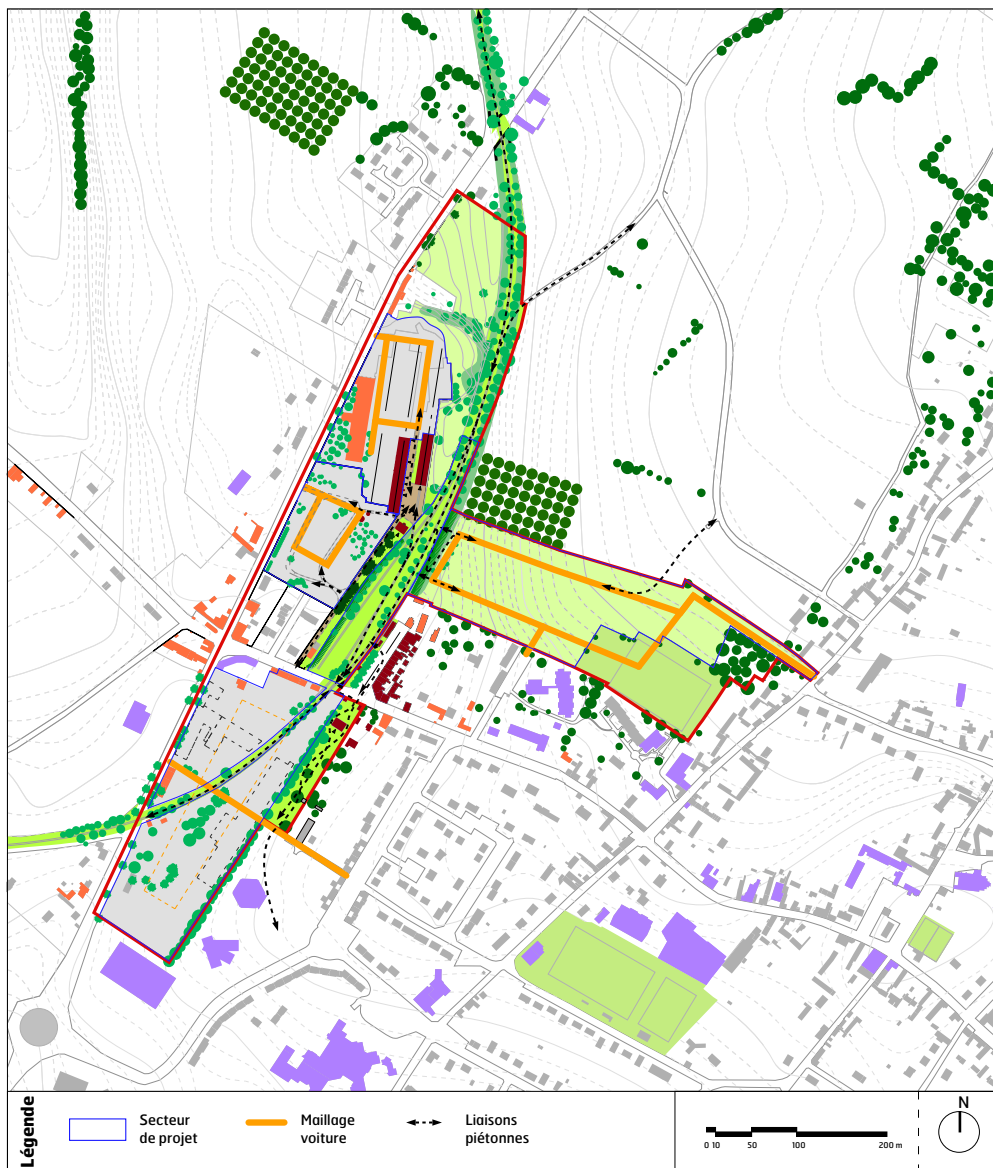 Légende
Secteur
de projet
Maillage
voiture
Liaisons
piétonnes
0 10 50 100 200 m
N